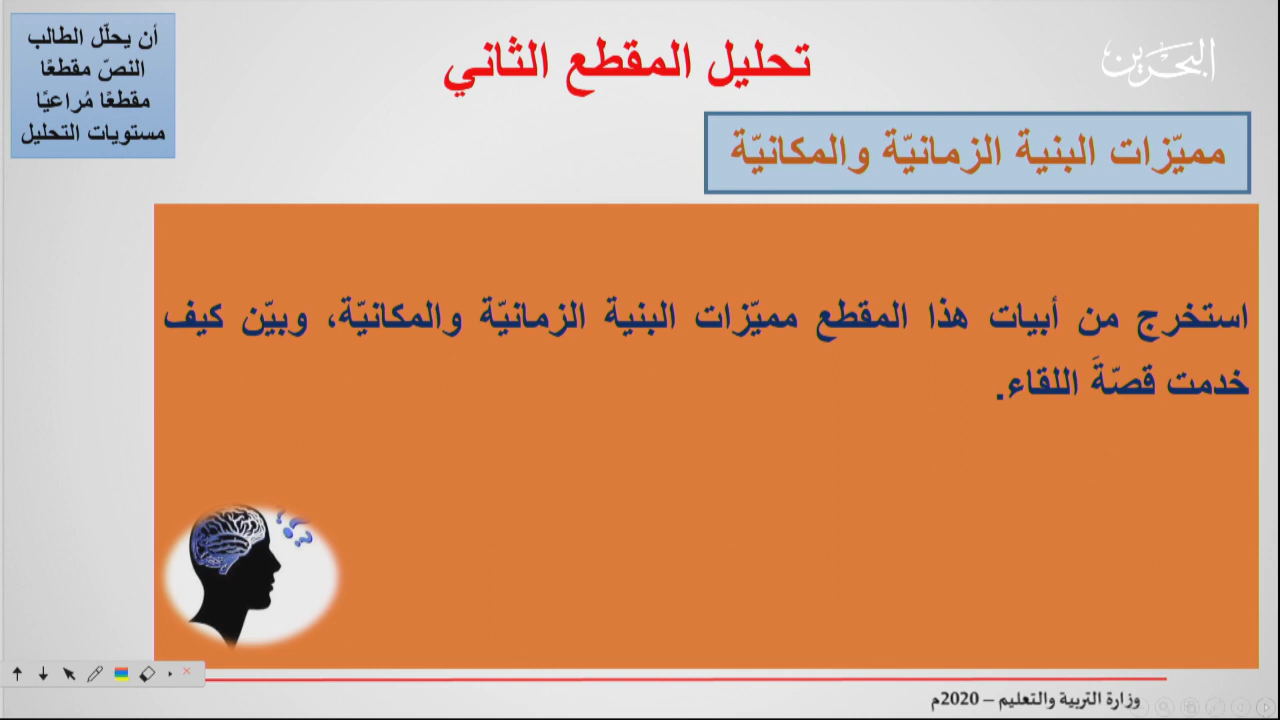 أن يحلّل الطالب
النصّ مقطعًا
مقطعًا مُراعيًا
مستويات التحليل
تحليل المقطع الثاني
البحرين
مميّزات البنية الزمانيّة والمكانيّة
استخرج من أبيات هذا المقطع مميّزات البنية الزمانيّة والمكانيّة، وبيّن كيف
خدمت قصّةَ اللقاء.
وزارة التربية والتعليم – 2020م